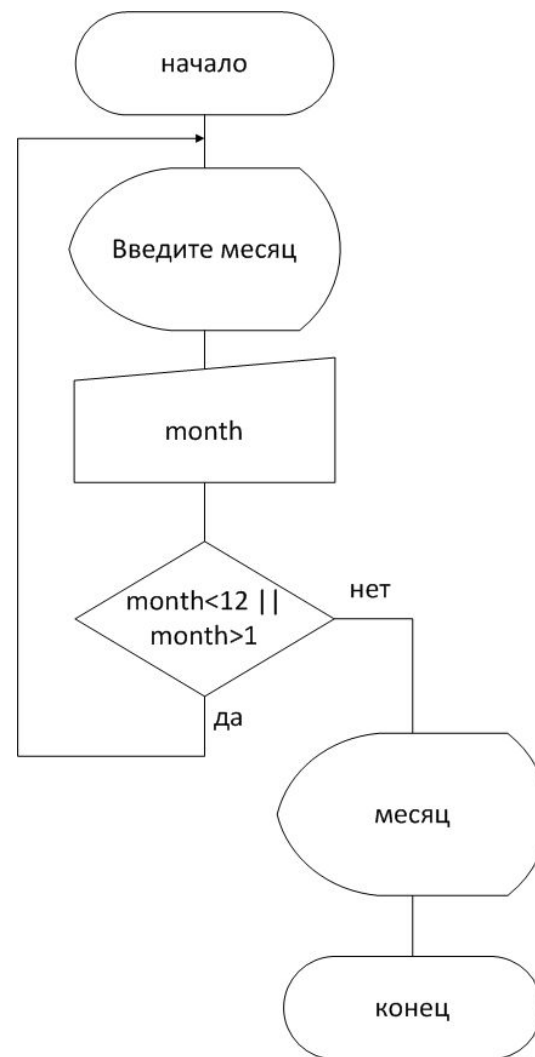 начало
Введите месяц
month
month<12 ||
month>1
нет
да
месяц
конец